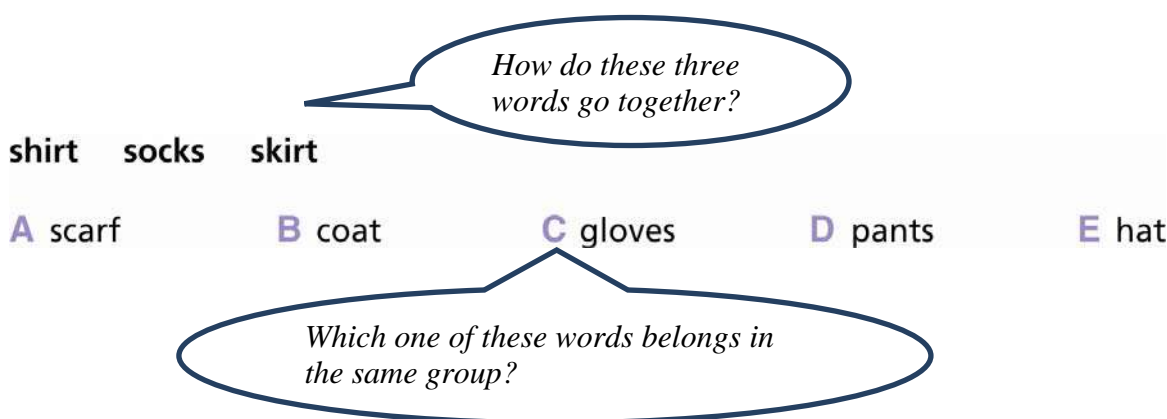 How do these three
words go together?
shirt socks skirt
A scarf B coat C gloves D pants E hat
Which one of these words belongs in
the same group?